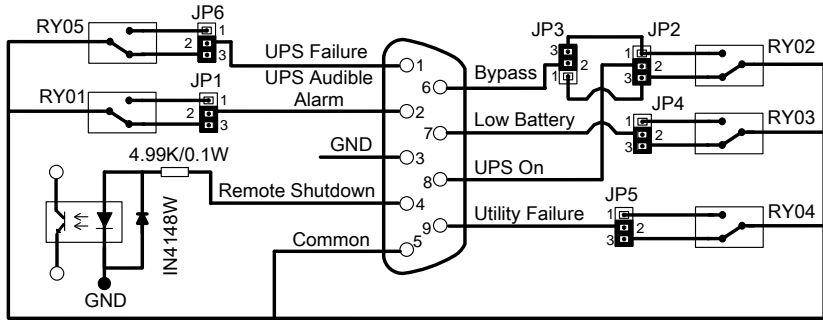 JP6
RY05
1
2
3
UPS Failure
1
JP1
UPS Audible
Alarm
RY01
1
2
3
2
GND
3
4.99K/0.1W
Remote Shutdown
4
IN4148W
Common
5
GND
JP3
JP2
3
2
1
1
2
3
RY02
6
Bypass
JP4
7
Low Battery
1
2
3
RY03
8
UPS On
JP5
9
Utility Failure
1
2
3
RY04